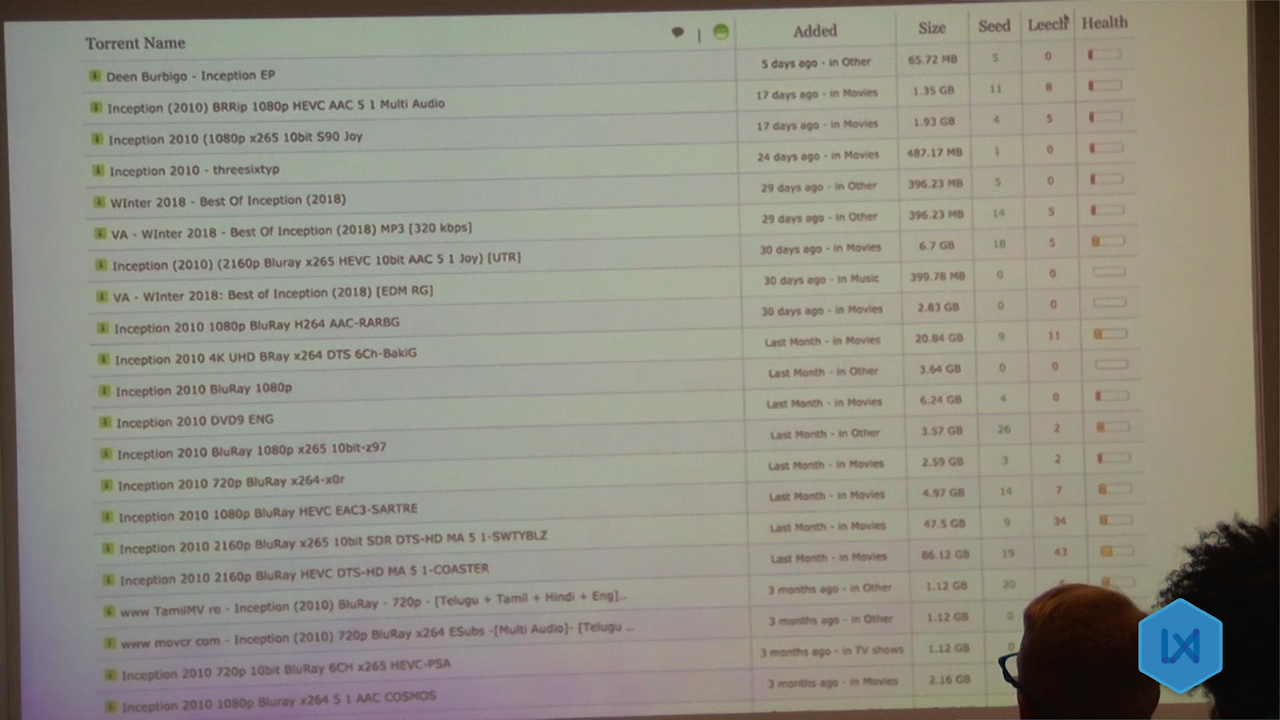 Torrent Name | Added Size Seed Leech Health
Deen Burbigo - Inception EP 5 days ago - in Other 65.72 MB 5 0
Inception (2010) BRRip 1080p HEVC AAC 5 1 Multi Audio 17 days ago - in Movies 1.35 GB 11 8
Inception 2010 (1080p x265 10bit S90 Joy 17 days ago - in Movies 1.93 GB 4 5
Inception 2010 - threesixtyp 24 days ago - in Movies 487.17 MB 1 0
WInter 2018 - Best Of Inception (2018) 29 days ago - in Other 396.23 MB 5 0
VA - WInter 2018 - Best Of Inception (2018) MP3 [320 kbps] 29 days ago - in Other 396.23 MB 14 5
Inception (2010) (2160p Bluray x265 HEVC 10bit AAC 5 1 Joy) [UTR] 30 days ago - in Movies 6.7 GB 18 5
VA - WInter 2018: Best of Inception (2018) [EDM RG] 30 days ago - in Music 399.78 MB 0 0
Inception 2010 1080p BluRay H264 AAC-RARBG 30 days ago - in Movies 2.83 GB 0 0
Inception 2010 4K UHD BRay x264 DTS 6Ch-BakiG Last Month - in Movies 20.84 GB 9 11
Inception 2010 BluRay 1080p Last Month - in Other 3.64 GB 0 0
Inception 2010 DVD9 ENG Last Month - in Movies 6.24 GB 4 0
Inception 2010 BluRay 1080p x265 10bit-z97 Last Month - in Other 3.57 GB 26 2
Inception 2010 720p BluRay x264-x0r Last Month - in Movies 2.59 GB 3 2
Inception 2010 1080p BluRay HEVC EAC3-SARTRE Last Month - in Movies 4.97 GB 14 7
Inception 2010 2160p BluRay x265 10bit SDR DTS-HD MA 5 1-SWTYBLZ Last Month - in Movies 47.5 GB 9 34
Inception 2010 2160p BluRay HEVC DTS-HD MA 5 1-COASTER Last Month - in Movies 86.12 GB 19 43
www TamilMV re - Inception (2010) BluRay - 720p - [Telugu + Tamil + Hindi + Eng].. 3 months ago - in Other 1.12 GB 20
www movcr com - Inception (2010) 720p BluRay x264 ESubs -[Multi Audio]- [Telugu .. 3 months ago - in Other 1.12 GB 0
Inception 2010 720p 10bit BluRay 6CH x265 HEVC-PSA 3 months ago - in TV shows 1.12 GB
Inception 2010 1080p Bluray x264 5 1 AAC COSMOS 3 months ago - in Movies 2.16 GB